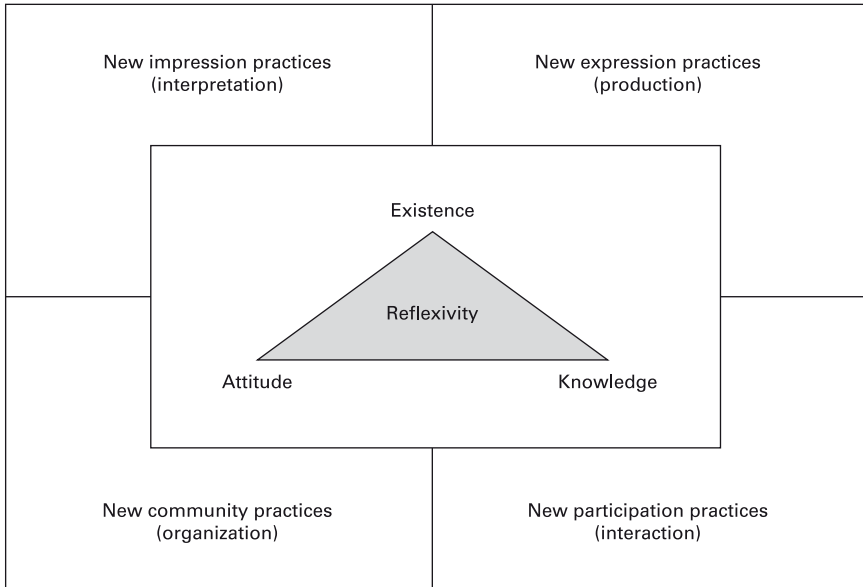 New impression practices
(interpretation)
New expression practices
(production)
Existence
Reflexivity
Attitude
Knowledge
New community practices
(organization)
New participation practices
(interaction)